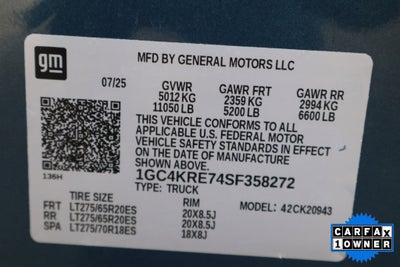 gm
MFD BY GENERAL MOTORS LLC
07/25
GVWR GAWR FRT GAWR RR
5012 KG 2359 KG 2994 KG
11050 LB 5200 LB 6600 LB
THIS VEHICLE CONFORMS TO ALL
APPLICABLE U.S. FEDERAL MOTOR
VEHICLE SAFETY STANDARDS IN EFFECT
ON THE DATE OF MANUFACTURE SHOWN ABOVE.
1GC4KRE74SF358272
136H
TYPE: TRUCK
MODEL: 42CK20943
TIRE SIZE RIM
FRT LT275/65R20ES 20X8.5J
RR LT275/65R20ES 20X8.5J
SPA LT275/70R18ES 18X8J
CARFAX
1 OWNER